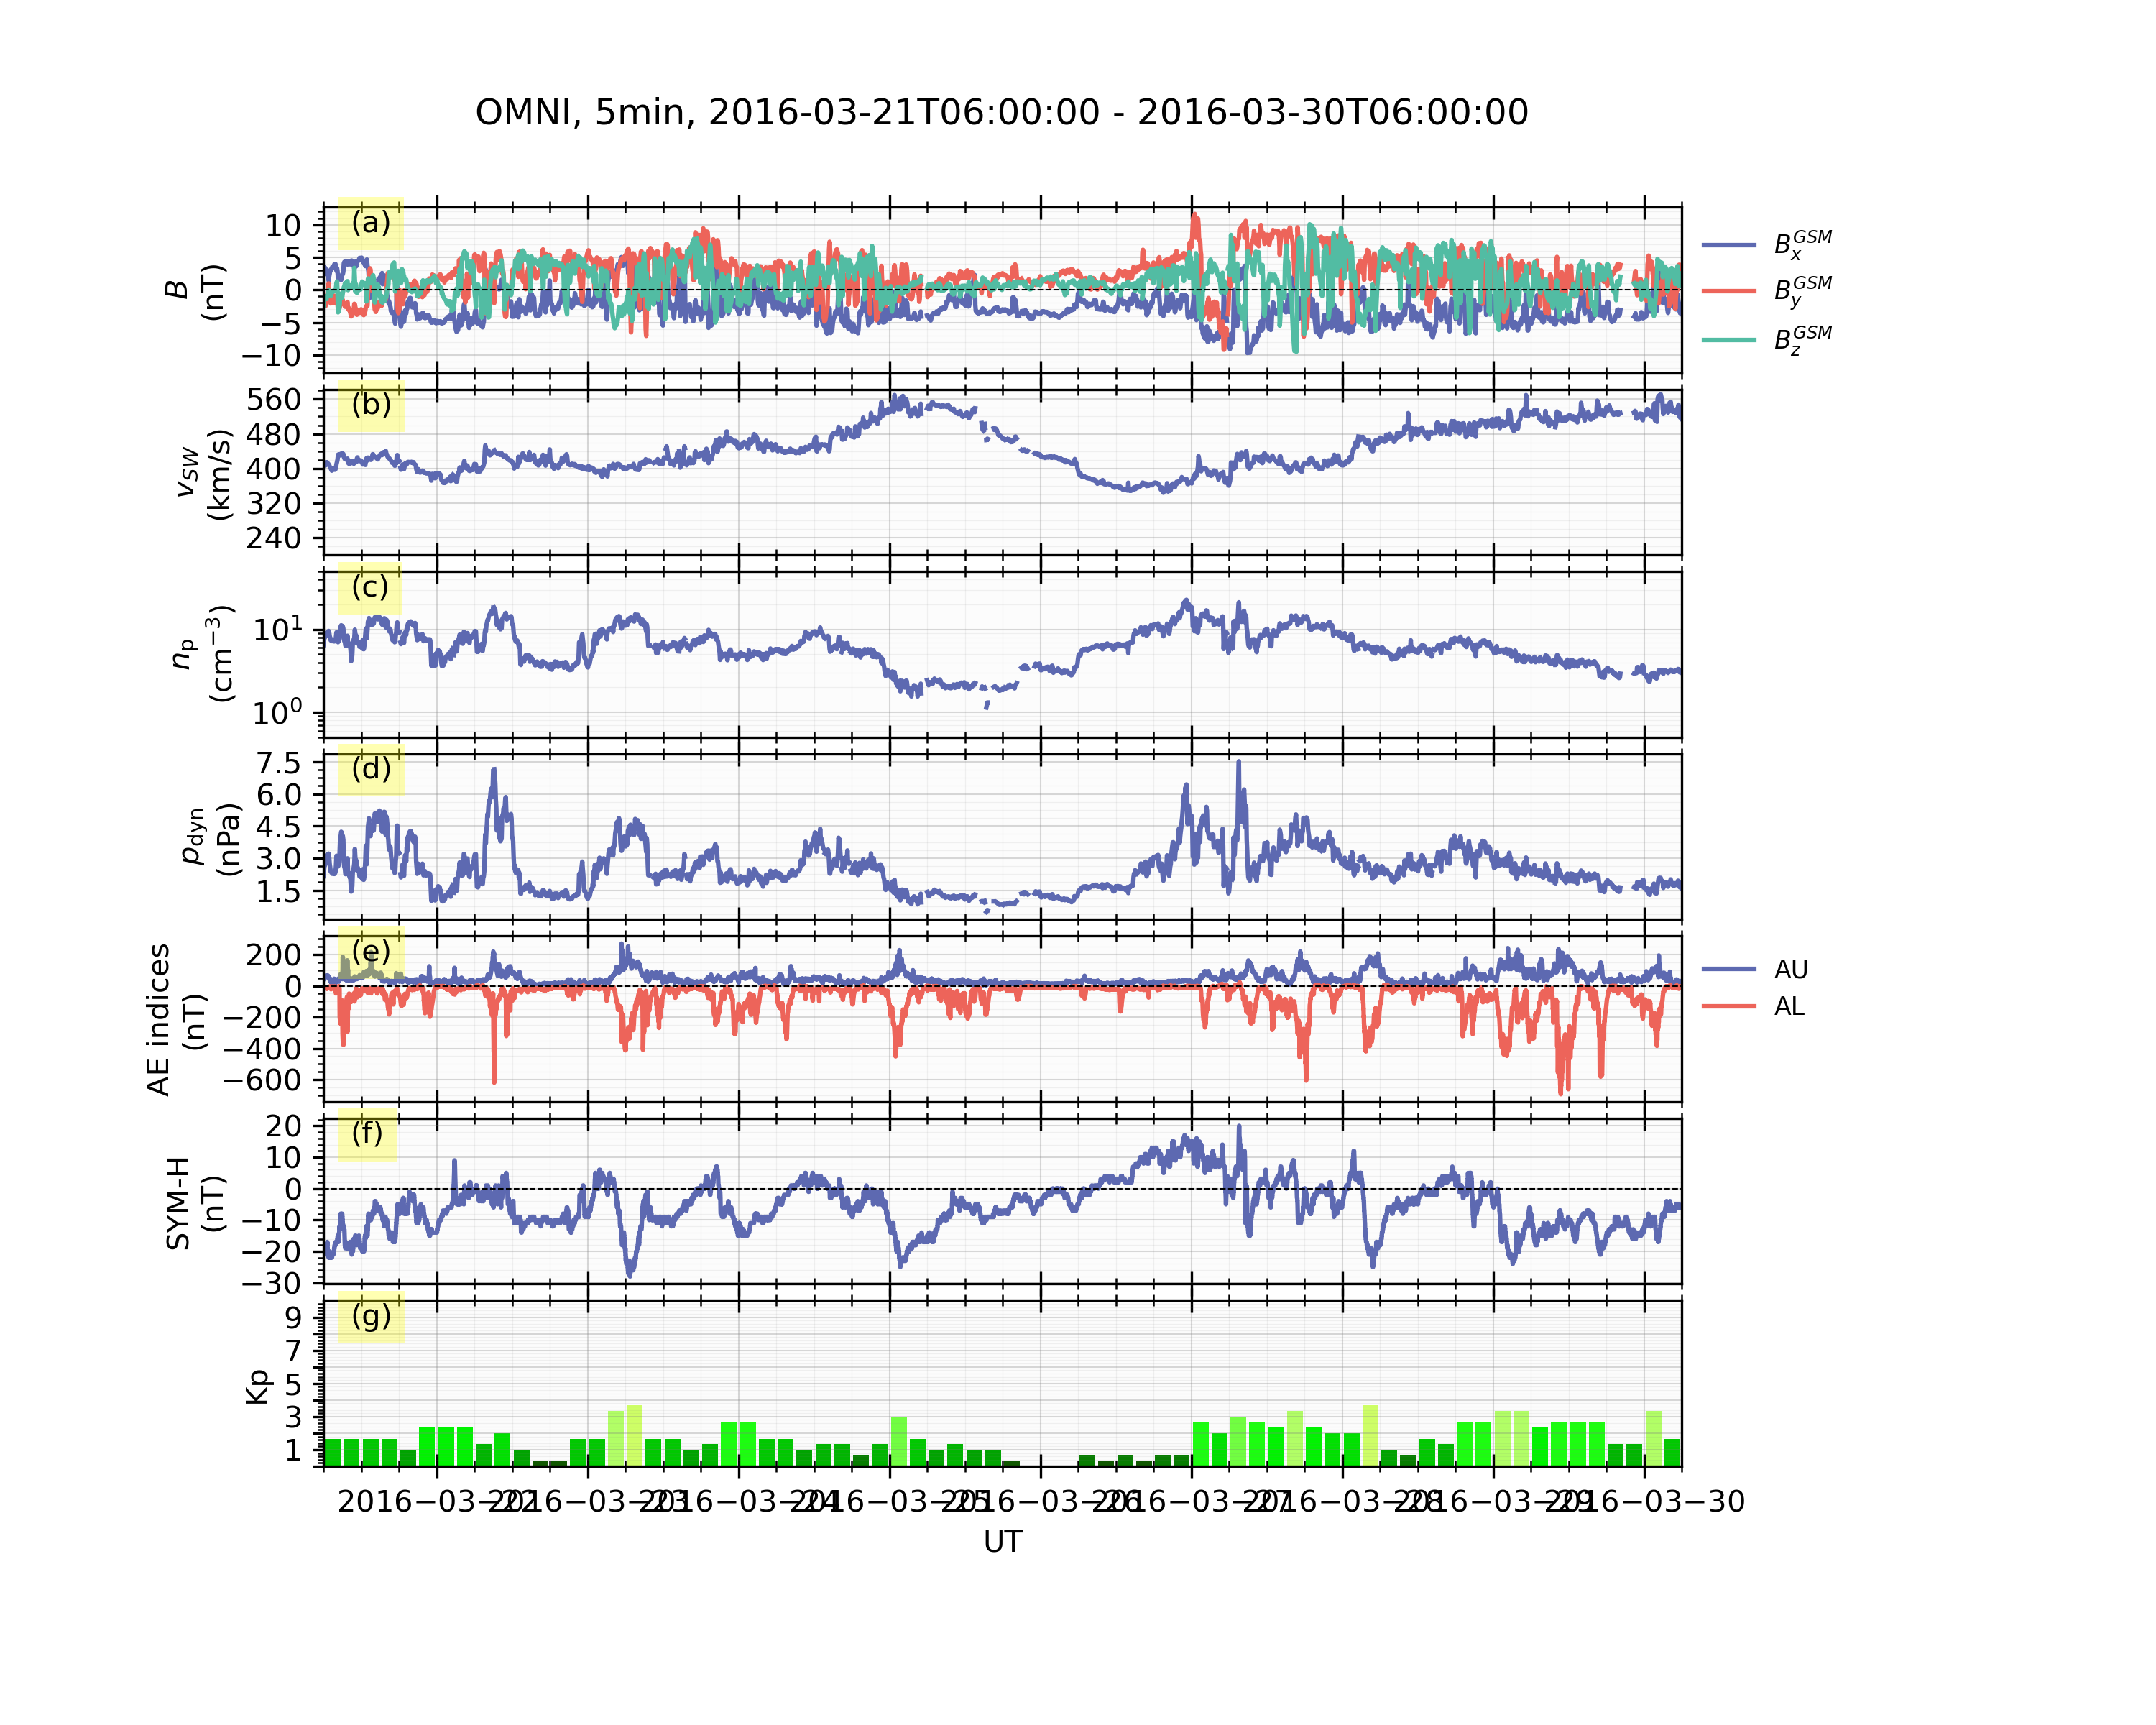 OMNI, 5min, 2016-03-21T06:00:00 - 2016-03-30T06:00:00
(a)
10
5
0
−5
−10
B
(nT)
B_x^{GSM}
B_y^{GSM}
B_z^{GSM}
(b)
560
480
400
320
240
v_{SW}
(km/s)
(c)
10^1
10^0
n_p
(cm^{−3})
(d)
7.5
6.0
4.5
3.0
1.5
p_{dyn}
(nPa)
(e)
200
0
−200
−400
−600
AE indices
(nT)
AU
AL
(f)
20
10
0
−10
−20
−30
SYM-H
(nT)
(g)
9
7
5
3
1
Kp
2016−03−22
2016−03−23
2016−03−24
2016−03−25
2016−03−26
2016−03−27
2016−03−28
2016−03−29
2016−03−30
UT